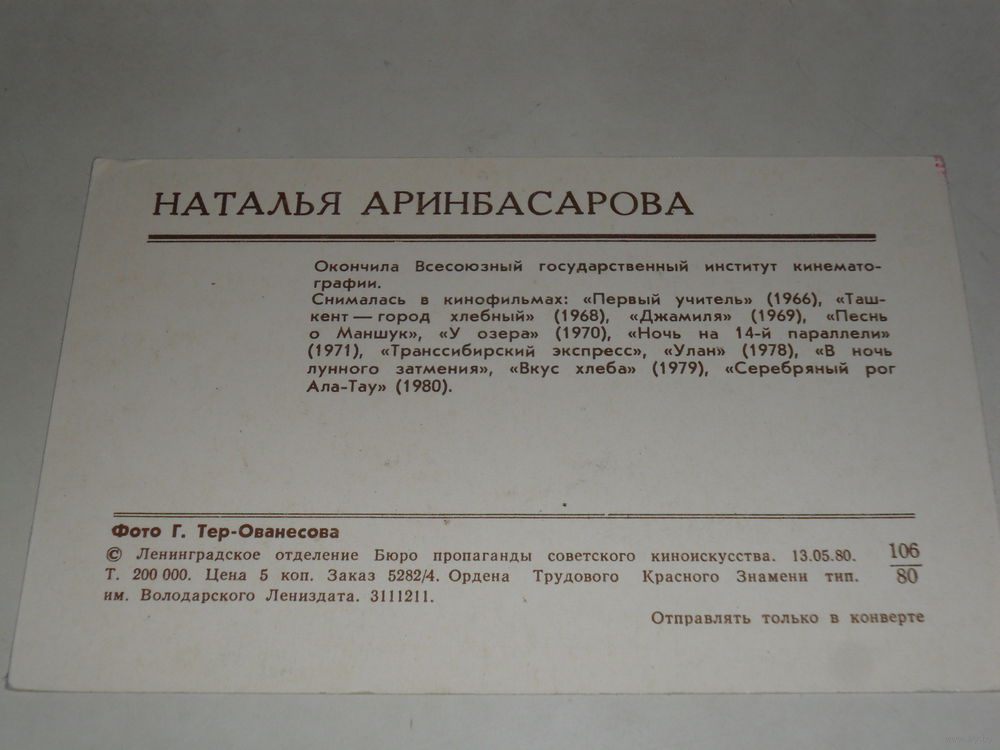 НАТАЛЬЯ АРИНБАСАРОВА
Окончила Всесоюзный государственный институт кинемато-
графии.
Снималась в кинофильмах: «Первый учитель» (1966), «Таш-
кент — город хлебный» (1968), «Джамиля» (1969), «Песнь
о Маншук», «У озера» (1970), «Ночь на 14-й параллели»
(1971), «Транссибирский экспресс», «Улан» (1978), «В ночь
лунного затмения», «Вкус хлеба» (1979), «Серебряный рог
Ала-Тау» (1980).
Фото Г. Тер-Ованесова
© Ленинградское отделение Бюро пропаганды советского киноискусства. 13.05.80.
Т. 200 000. Цена 5 коп. Заказ 5282/4. Ордена Трудового Красного Знамени тип.
им. Володарского Лениздата. 3111211.
106
80
Отправлять только в конверте